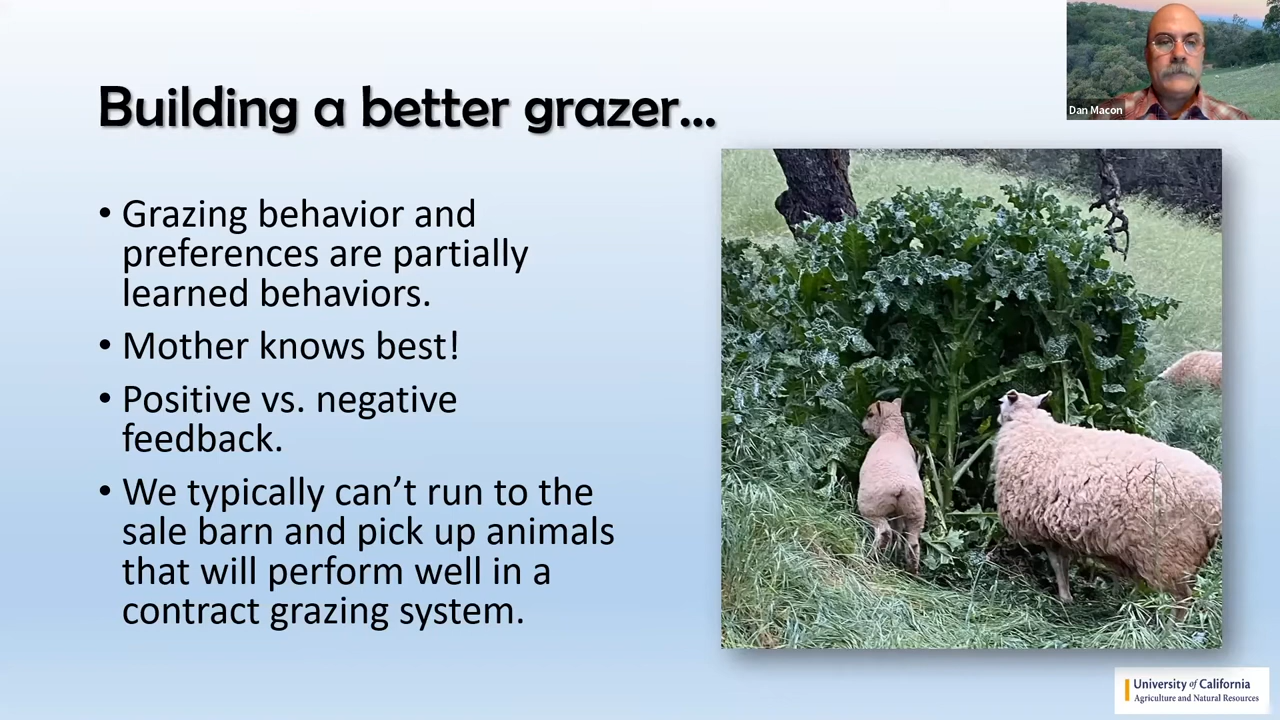 Dan Macon
Building a better grazer...
• Grazing behavior and
preferences are partially
learned behaviors.
• Mother knows best!
• Positive vs. negative
feedback.
• We typically can’t run to the
sale barn and pick up animals
that will perform well in a
contract grazing system.
University of California
Agriculture and Natural Resources